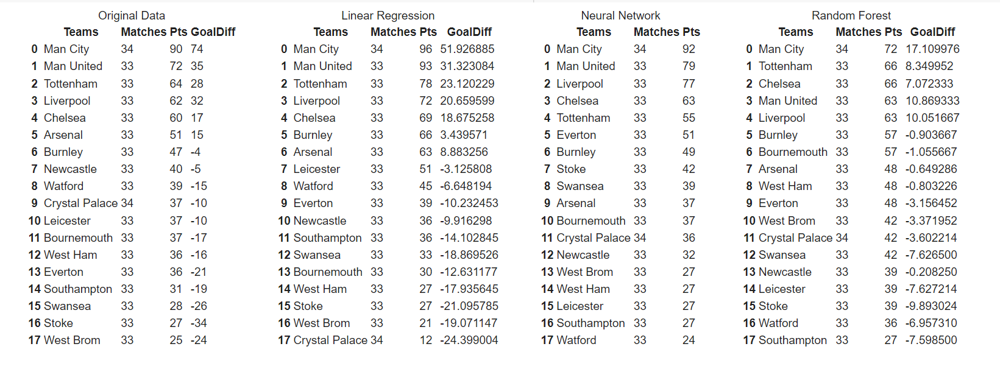 Original Data Linear Regression Neural Network Random Forest
Teams Matches Pts GoalDiff Teams Matches Pts GoalDiff Teams Matches Pts Teams Matches Pts GoalDiff
0 Man City 34 90 74 0 Man City 34 96 51.926885 0 Man City 34 92 0 Man City 34 72 17.109976
1 Man United 33 72 35 1 Man United 33 93 31.323084 1 Man United 33 79 1 Tottenham 33 66 8.349952
2 Tottenham 33 64 28 2 Tottenham 33 78 23.120229 2 Liverpool 33 77 2 Chelsea 33 66 7.072333
3 Liverpool 33 62 32 3 Liverpool 33 72 20.659599 3 Chelsea 33 63 3 Man United 33 63 10.869333
4 Chelsea 33 60 17 4 Chelsea 33 69 18.675258 4 Tottenham 33 55 4 Liverpool 33 63 10.051667
5 Arsenal 33 51 15 5 Burnley 33 66 3.439571 5 Everton 33 51 5 Burnley 33 57 -0.903667
6 Burnley 33 47 -4 6 Arsenal 33 63 8.883256 6 Burnley 33 49 6 Bournemouth 33 57 -1.055667
7 Newcastle 33 40 -5 7 Leicester 33 51 -3.125808 7 Stoke 33 42 7 Arsenal 33 48 -0.649286
8 Watford 33 39 -15 8 Watford 33 45 -6.648194 8 Swansea 33 39 8 West Ham 33 48 -0.803226
9 Crystal Palace 34 37 -10 9 Everton 33 39 -10.232453 9 Arsenal 33 37 9 Everton 33 48 -3.156452
10 Leicester 33 37 -10 10 Newcastle 33 36 -9.916298 10 Bournemouth 33 37 10 West Brom 33 42 -3.371952
11 Bournemouth 33 37 -17 11 Southampton 33 36 -14.102845 11 Crystal Palace 34 36 11 Crystal Palace 34 42 -3.602214
12 West Ham 33 36 -16 12 Swansea 33 33 -18.869526 12 Newcastle 33 32 12 Swansea 33 42 -7.626500
13 Everton 33 36 -21 13 Bournemouth 33 30 -12.631177 13 West Brom 33 27 13 Newcastle 33 39 -0.208250
14 Southampton 33 31 -19 14 West Ham 33 27 -17.935645 14 West Ham 33 27 14 Leicester 33 39 -7.627214
15 Swansea 33 28 -26 15 Stoke 33 27 -21.095785 15 Leicester 33 27 15 Stoke 33 39 -9.893024
16 Stoke 33 27 -34 16 West Brom 33 21 -19.071147 16 Southampton 33 27 16 Watford 33 36 -6.957310
17 West Brom 33 25 -24 17 Crystal Palace 34 12 -24.399004 17 Watford 33 24 17 Southampton 33 27 -7.598500